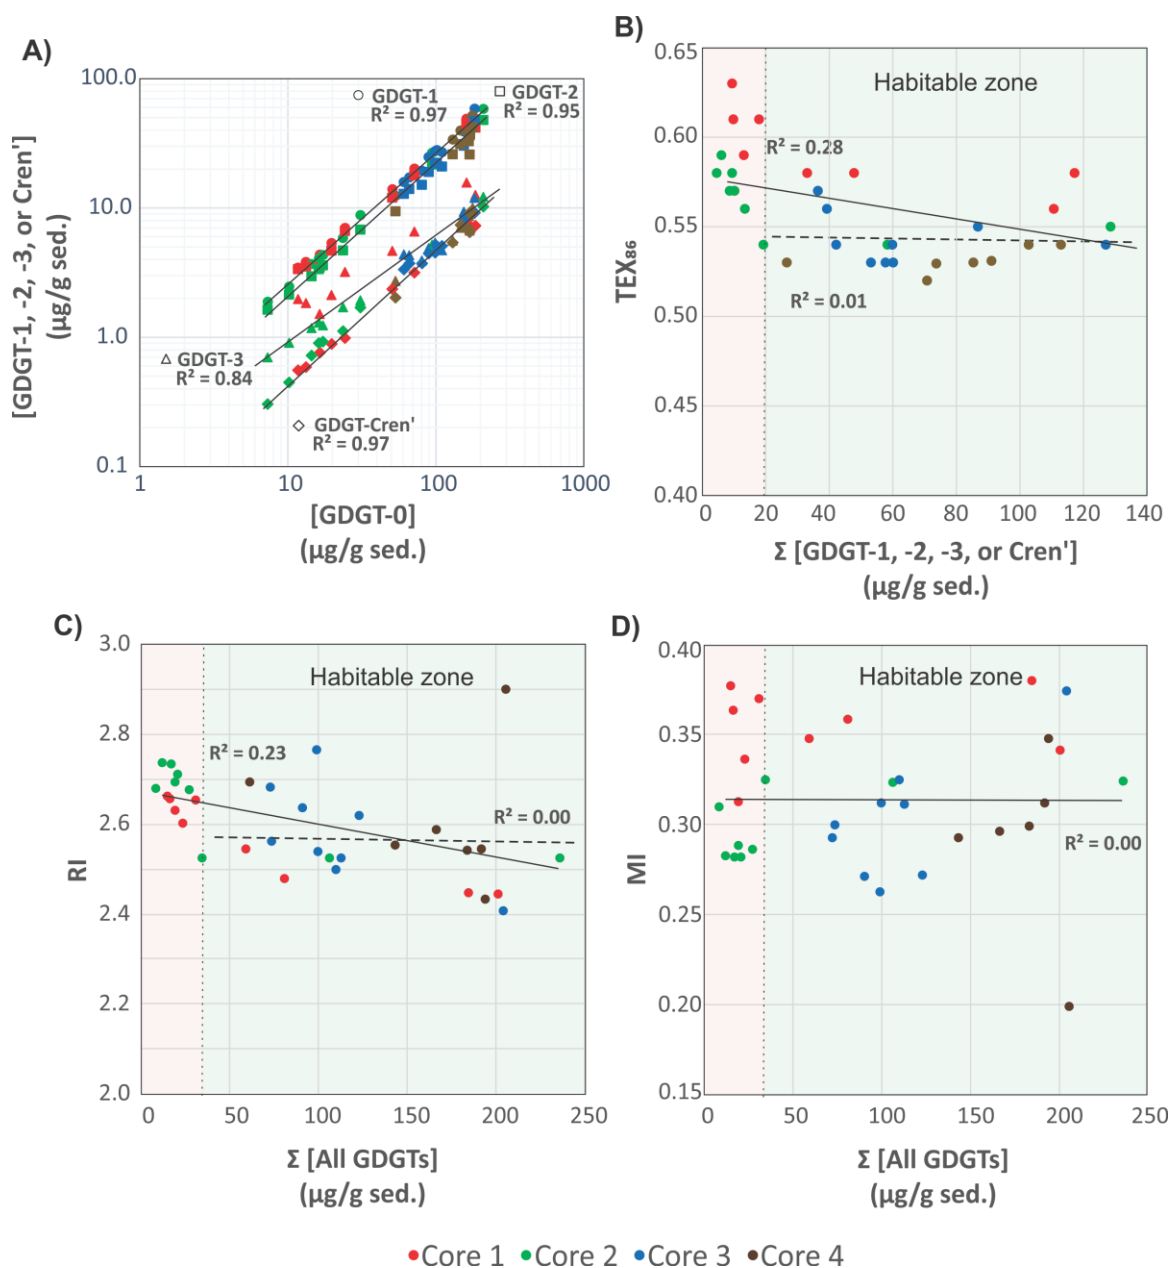 A)
100.0
10.0
1.0
0.1
[GDGT-1, -2, -3, or Cren']
(µg/g sed.)
GDGT-1
R² = 0.97
GDGT-2
R² = 0.95
GDGT-3
R² = 0.84
GDGT-Cren'
R² = 0.97
1 10 100 1000
[GDGT-0]
(µg/g sed.)
B)
0.65
0.60
0.55
0.50
0.45
0.40
TEX₈₆
Habitable zone
R² = 0.28
R² = 0.01
0 20 40 60 80 100 120 140
Σ [GDGT-1, -2, -3, or Cren']
(µg/g sed.)
C)
3.0
2.8
2.6
2.4
2.2
2.0
RI
Habitable zone
R² = 0.23
R² = 0.00
0 50 100 150 200 250
Σ [All GDGTs]
(µg/g sed.)
D)
0.40
0.35
0.30
0.25
0.20
0.15
MI
Habitable zone
R² = 0.00
0 50 100 150 200 250
Σ [All GDGTs]
(µg/g sed.)
Core 1 Core 2 Core 3 Core 4